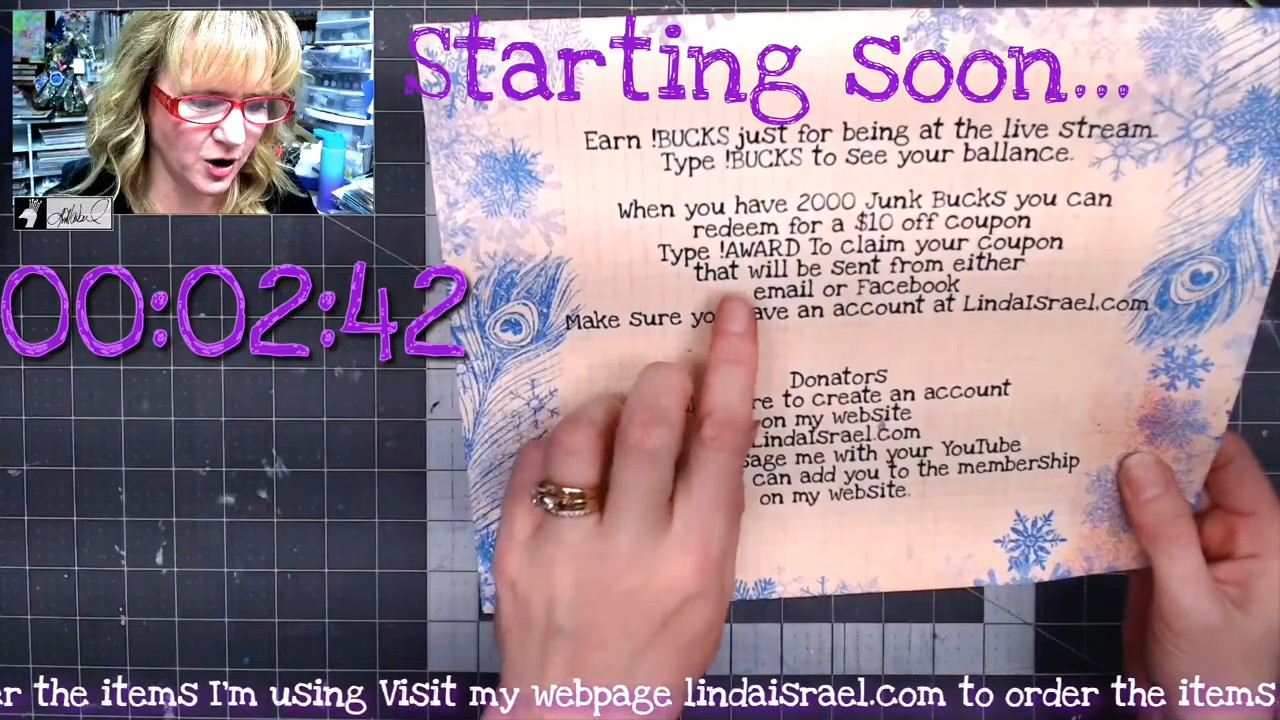 Starting Soon...
Earn !BUCKS just for being at the live stream.
Type !BUCKS to see your ballance.
When you have 2000 Junk Bucks you can
redeem for a $10 off coupon
Type !AWARD To claim your coupon
that will be sent from either
email or Facebook
Make sure have an account at LindaIsrael.com
00:02:42
Donators
to create an account
on my website
LindaIsrael.com
me with your YouTube
can add you to the membership
on my website.
the items I'm using Visit my webpage lindaisrael.com to order the items